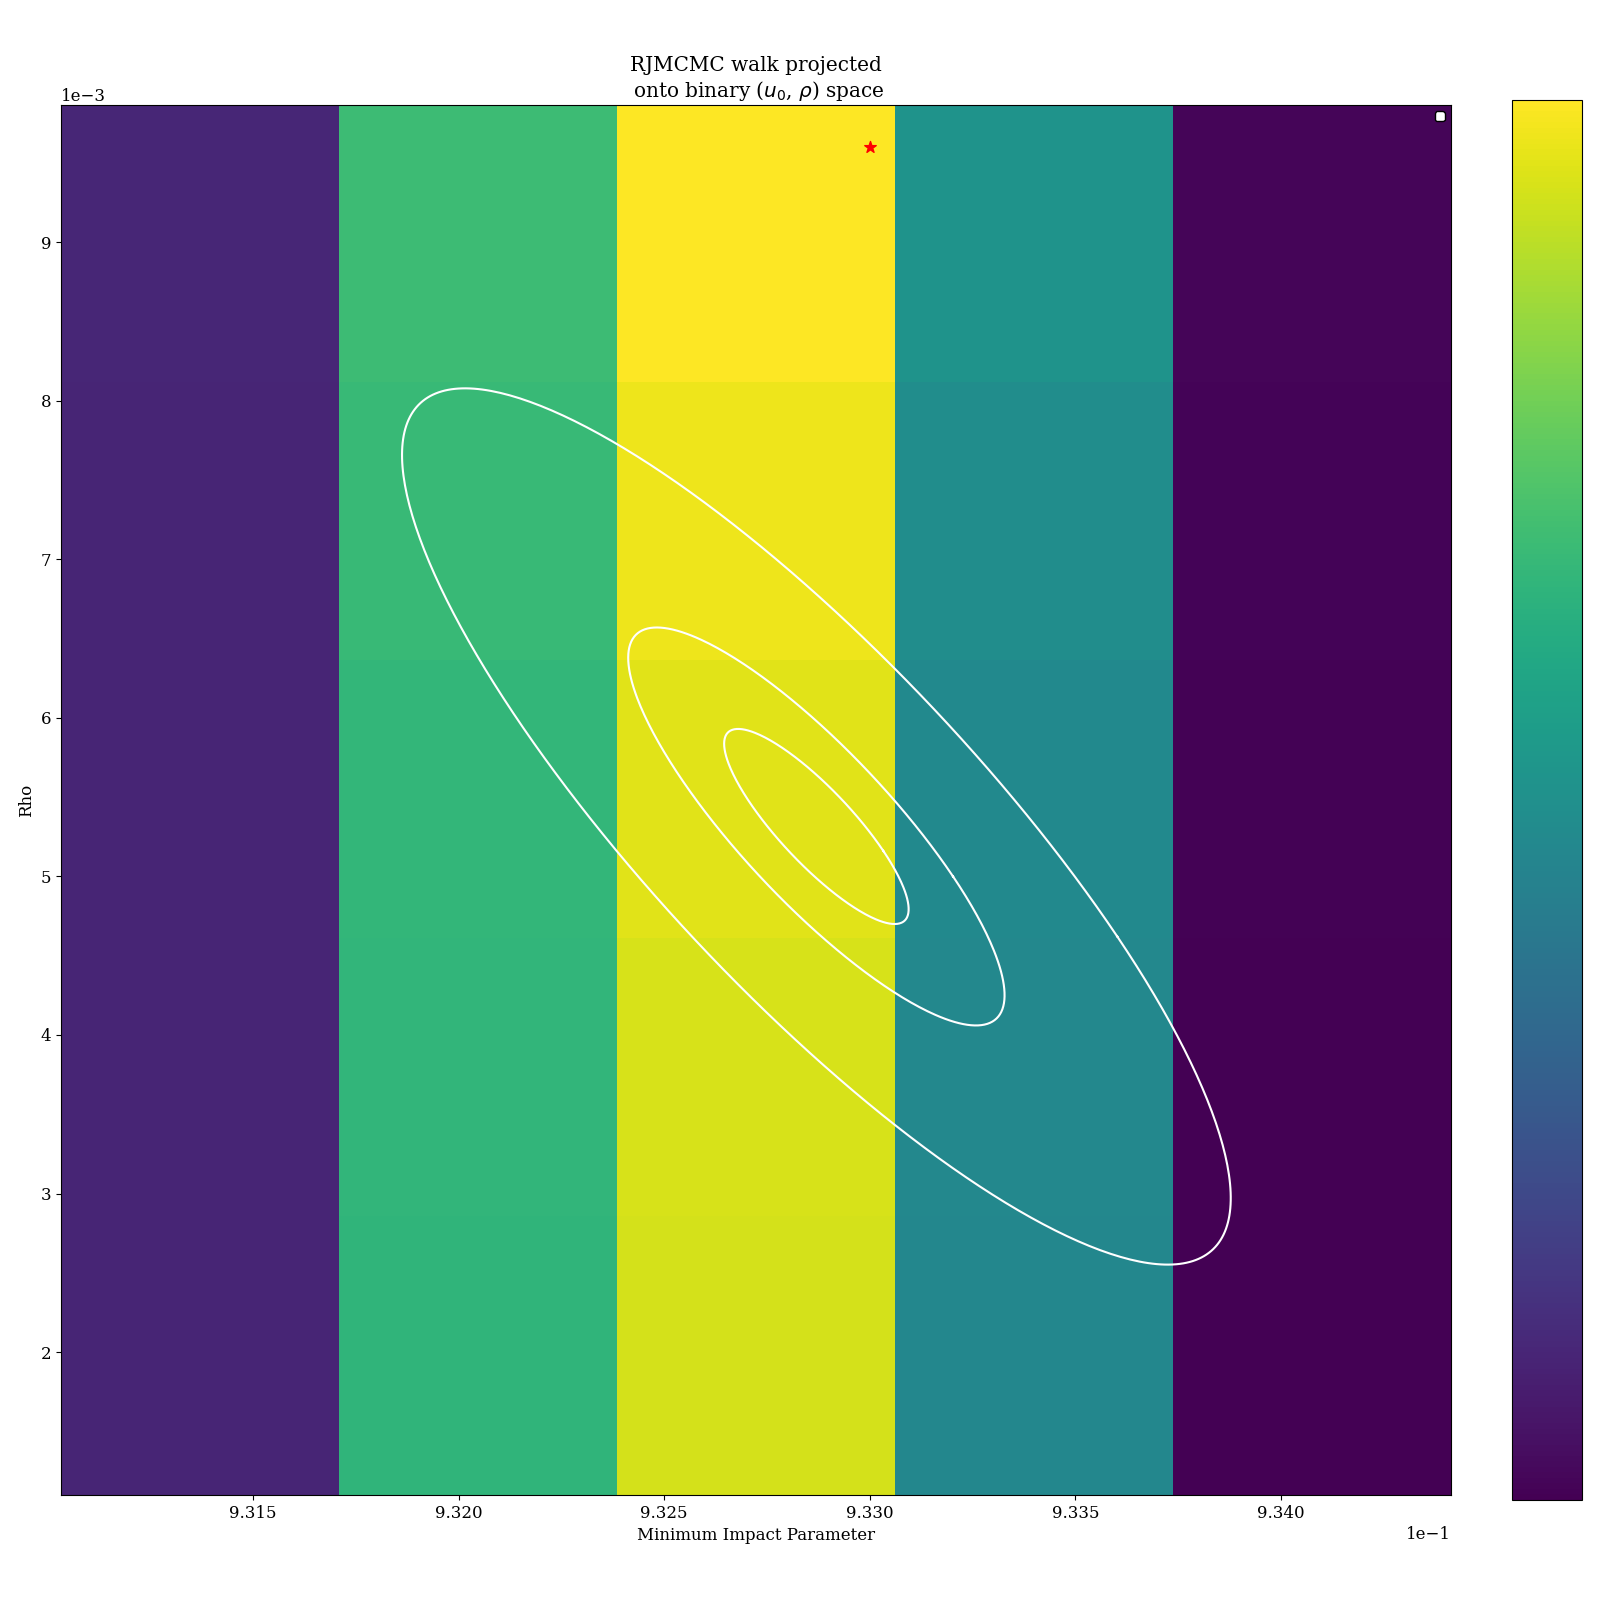 RJMCMC walk projected
onto binary (u₀, ρ) space
1e−3
9
8
7
6
5
4
3
2
Rho
9.315 9.320 9.325 9.330 9.335 9.340
Minimum Impact Parameter
1e−1